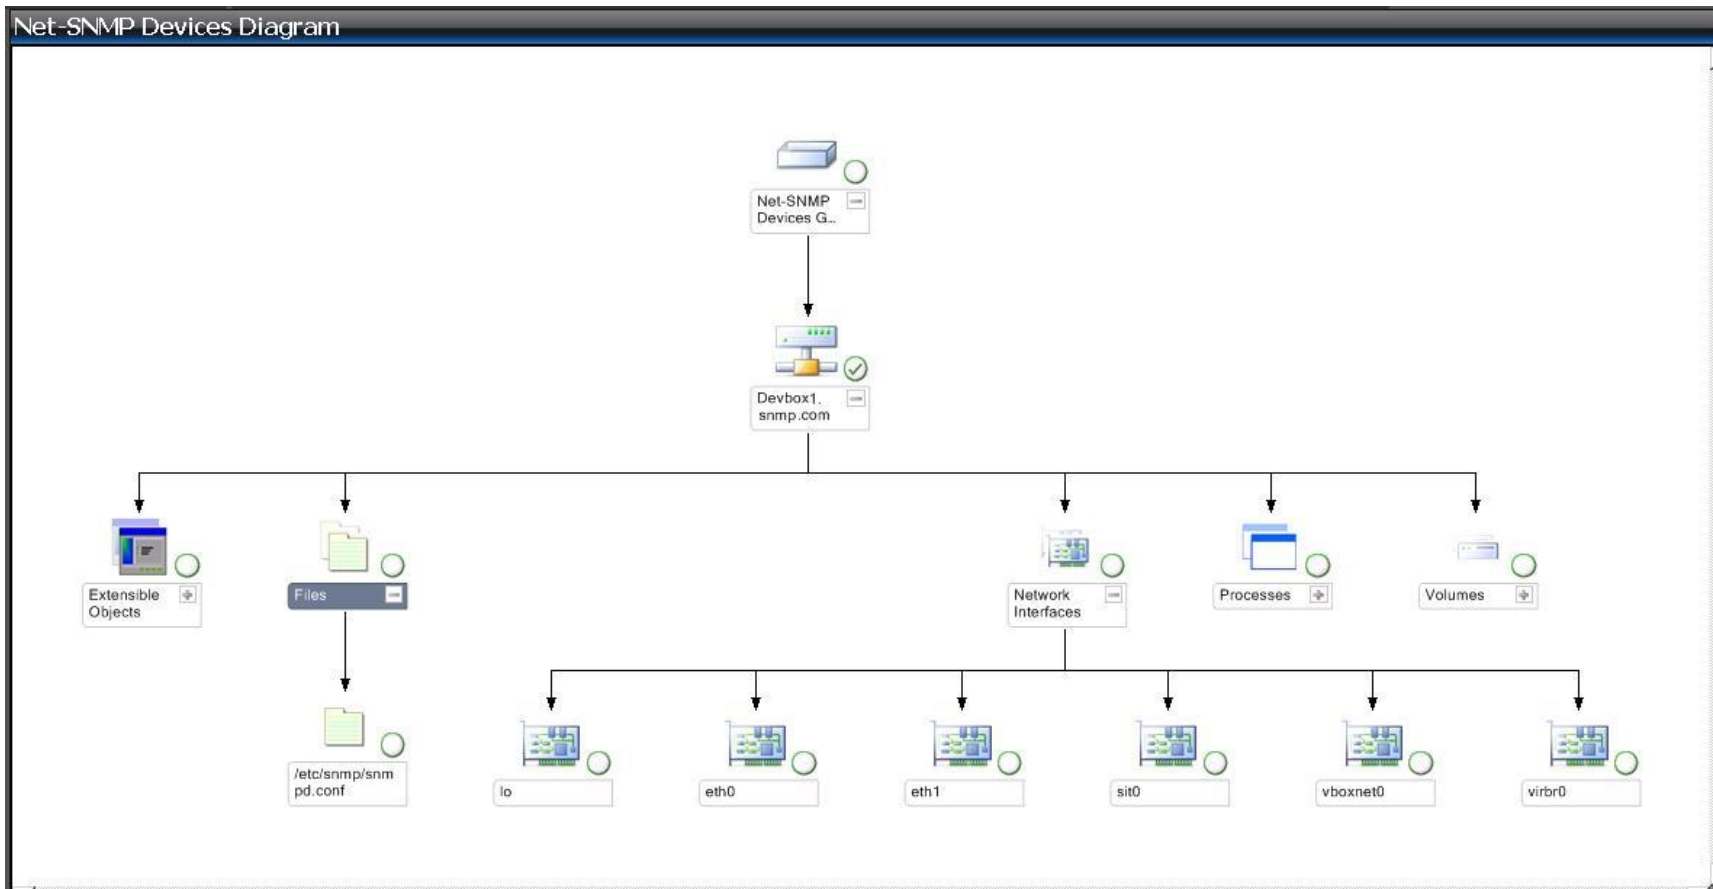 Net-SNMP Devices Diagram
Net-SNMP
Devices G...
Devbox1.
snmp.com
Extensible
Objects
Files
Network
Interfaces
Processes
Volumes
/etc/snmp/snm
pd.conf
lo
eth0
eth1
sit0
vboxnet0
virbr0